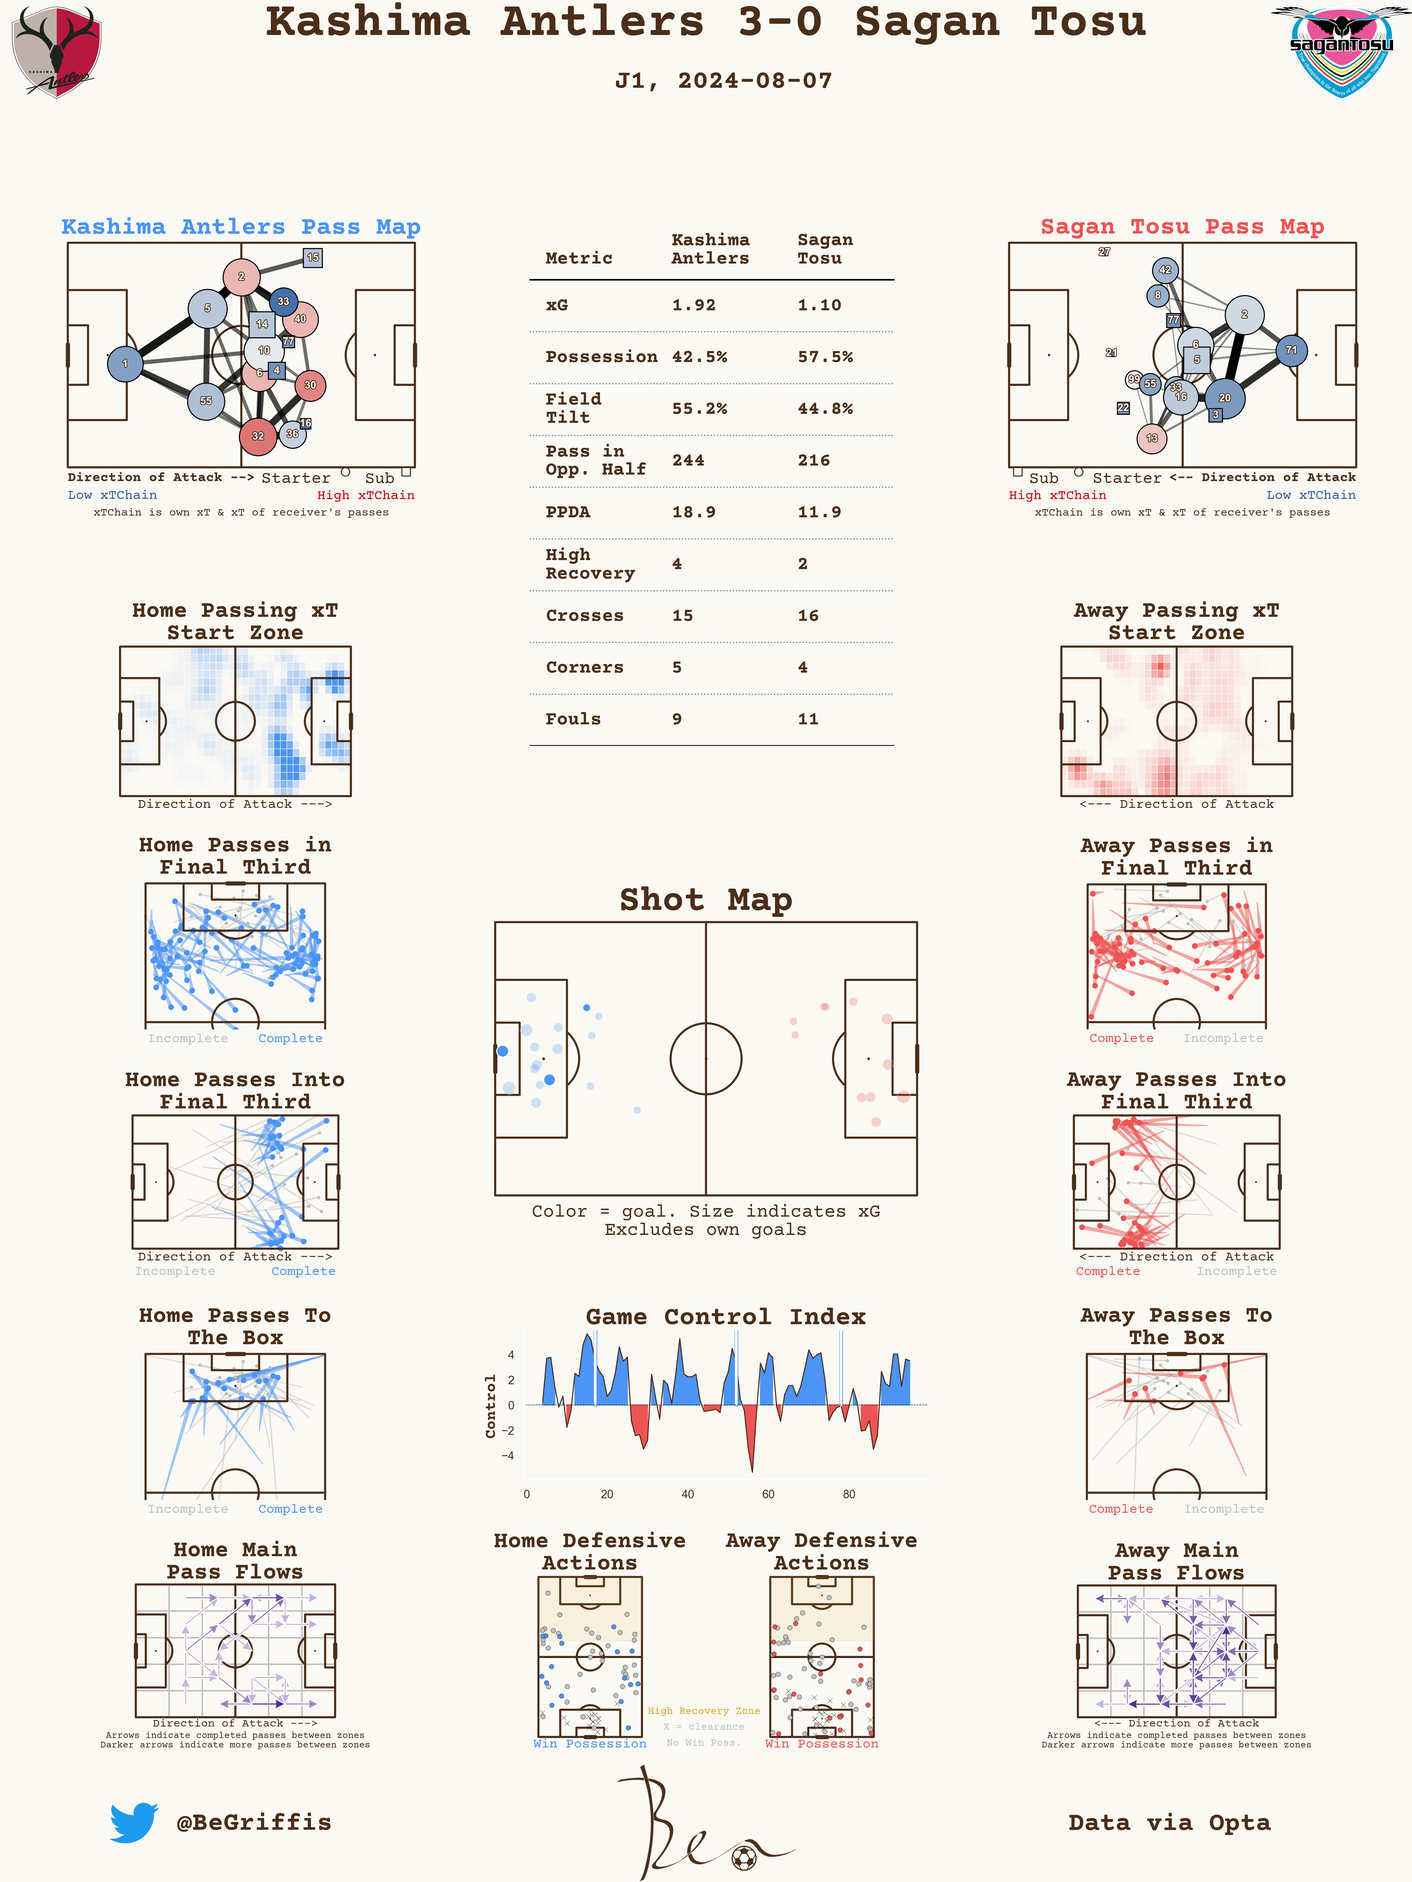 Kashima Antlers 3-0 Sagan Tosu
J1, 2024-08-07
KASHIMA
Antlers
saganTosu
Kashima Antlers Pass Map
2
15
5
33
40
14
77
10
1
4
6
30
55
16
32
36
Direction of Attack --> Starter Sub
Low xTChain High xTChain
xTChain is own xT & xT of receiver's passes
Metric Kashima Antlers Sagan Tosu
xG 1.92 1.10
Possession 42.5% 57.5%
Field Tilt 55.2% 44.8%
Pass in Opp. Half 244 216
PPDA 18.9 11.9
High Recovery 4 2
Crosses 15 16
Corners 5 4
Fouls 9 11
Sagan Tosu Pass Map
27
42
8
77
2
6
21
5
71
99
55
33
16
20
22
3
13
Sub Starter <-- Direction of Attack
High xTChain Low xTChain
xTChain is own xT & xT of receiver's passes
Home Passing xT
Start Zone
Direction of Attack --->
Away Passing xT
Start Zone
<--- Direction of Attack
Home Passes in
Final Third
Incomplete Complete
Away Passes in
Final Third
Complete Incomplete
Shot Map
Color = goal. Size indicates xG
Excludes own goals
Home Passes Into
Final Third
Direction of Attack --->
Incomplete Complete
Away Passes Into
Final Third
<--- Direction of Attack
Complete Incomplete
Home Passes To
The Box
Incomplete Complete
Game Control Index
Control
4
2
0
−2
−4
0 20 40 60 80
Away Passes To
The Box
Complete Incomplete
Home Main
Pass Flows
Direction of Attack --->
Arrows indicate completed passes between zones
Darker arrows indicate more passes between zones
Home Defensive
Actions
Win Possession
High Recovery Zone
X = clearance
No Win Poss.
Away Defensive
Actions
Win Possession
Away Main
Pass Flows
<--- Direction of Attack
Arrows indicate completed passes between zones
Darker arrows indicate more passes between zones
@BeGriffis
Ben
Data via Opta